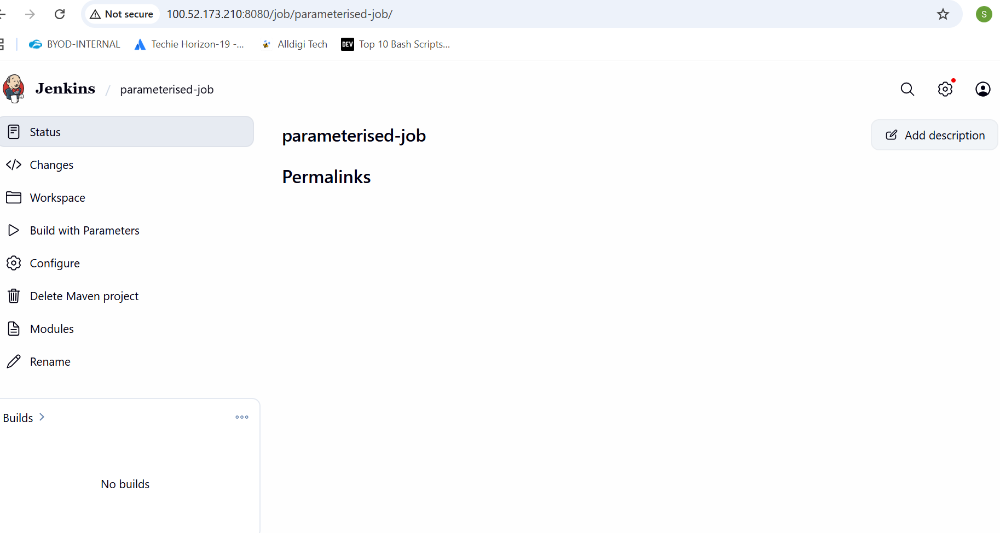 Not secure 100.52.173.210:8080/job/parameterised-job/ S
BYOD-INTERNAL Techie Horizon-19 -... Alldigi Tech DEV Top 10 Bash Scripts...
Jenkins / parameterised-job
Status
Changes
Workspace
Build with Parameters
Configure
Delete Maven project
Modules
Rename
Builds
No builds
parameterised-job
Add description
Permalinks